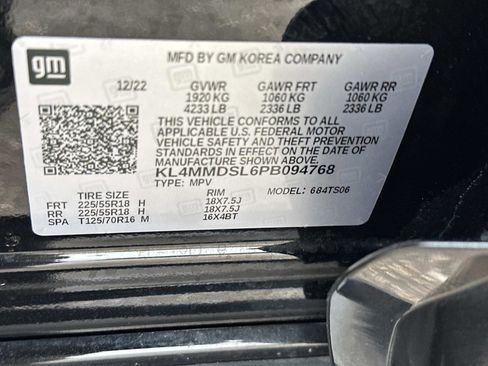 gm
MFD BY GM KOREA COMPANY
12/22 GVWR GAWR FRT GAWR RR
1920 KG 1060 KG 1060 KG
4233 LB 2336 LB 2336 LB
THIS VEHICLE CONFORMS TO ALL
APPLICABLE U.S. FEDERAL MOTOR
VEHICLE SAFETY AND THEFT
PREVENTION STANDARDS IN EFFECT
ON THE DATE OF MANUFACTURE
SHOWN ABOVE.
KL4MMDSL6PB094768
TYPE: MPV MODEL: 684TS06
TIRE SIZE RIM
FRT 225/55R18 H 18X7.5J
RR 225/55R18 H 18X7.5J
SPA T125/70R16 M 16X4BT